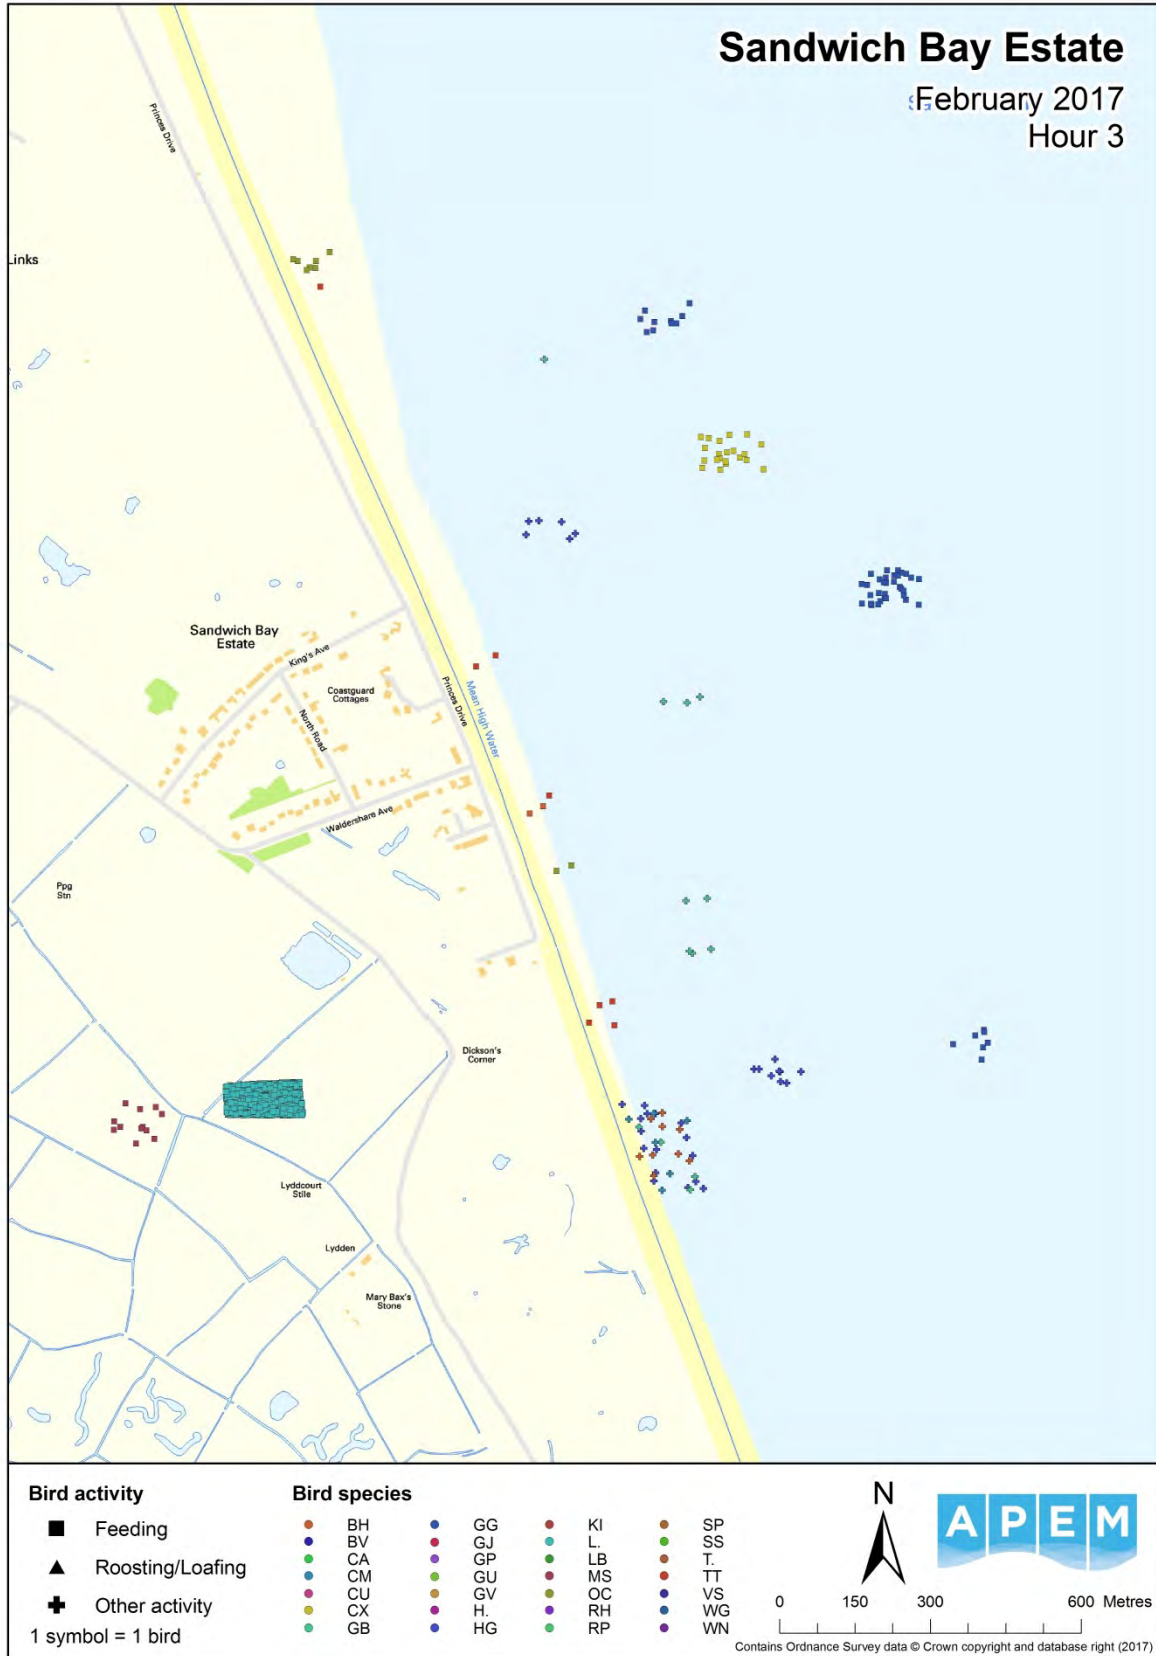 Sandwich Bay Estate
February 2017
Hour 3
Princes Drive
Links
Sandwich Bay
Estate
King's Ave
Coastguard
Cottages
North Road
Princes Drive
Mean High Water
Waldershare Ave
Ppg
Stn
Dickson's
Corner
Lyddcourt
Stile
Lydden
Mary Bax's
Stone
Bird activity
Feeding
Roosting/Loafing
Other activity
1 symbol = 1 bird
Bird species
BH
BV
CA
CM
CU
CX
GB
GG
GJ
GP
GU
GV
H.
HG
KI
L.
LB
MS
OC
RH
RP
SP
SS
T.
TT
VS
WG
WN
N
APEM
0 150 300 600 Metres
Contains Ordnance Survey data © Crown copyright and database right (2017)